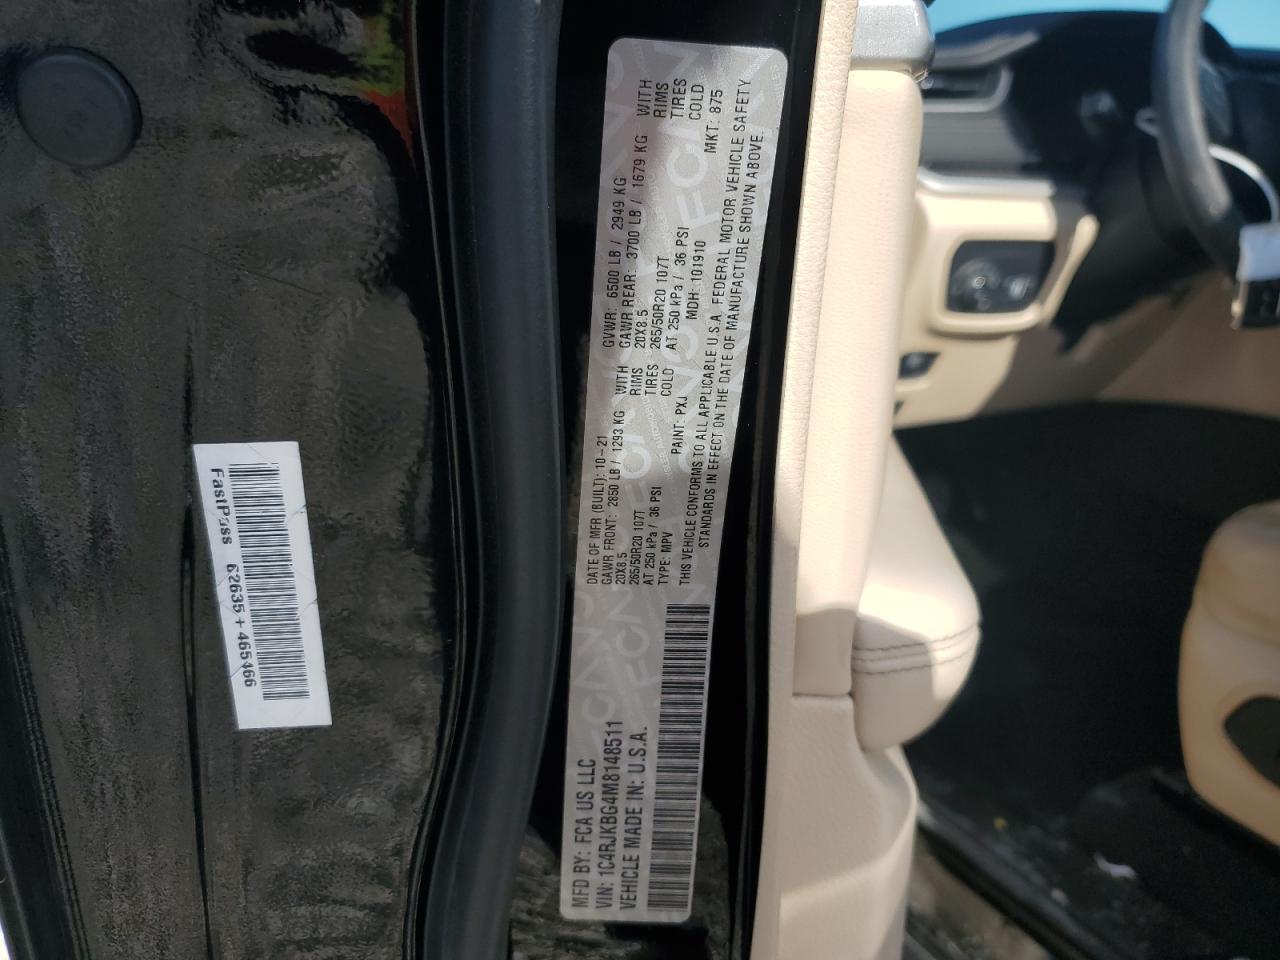 MFD BY: FCA US LLC
VIN: 1C4RJKBG4M8148511
VEHICLE MADE IN: U.S.A.
DATE OF MFR (BUILT): 10-21
GAWR FRONT: 2850 LB / 1293 KG WITH
20X8.5 RIMS
265/50R20 107T TIRES
AT 250 kPa / 36 PSI COLD
TYPE: MPV PAINT: PXJ
GVWR: 6500 LB / 2949 KG
GAWR REAR: 3700 LB / 1679 KG WITH
20X8.5 RIMS
265/50R20 107T TIRES
AT 250 kPa / 36 PSI COLD
MDH: 101910 MKT: 875
THIS VEHICLE CONFORMS TO ALL APPLICABLE U.S.A. FEDERAL MOTOR VEHICLE SAFETY
STANDARDS IN EFFECT ON THE DATE OF MANUFACTURE SHOWN ABOVE.
FastPass 62635+465466